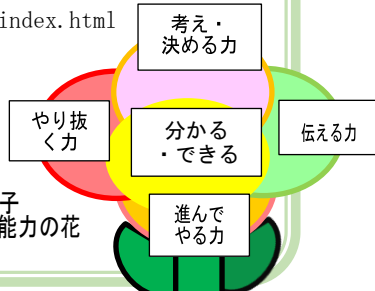 index.html
考え・
決める力
やり抜
く力
分かる
・できる
伝える力
進んで
やる力
子
能力の花